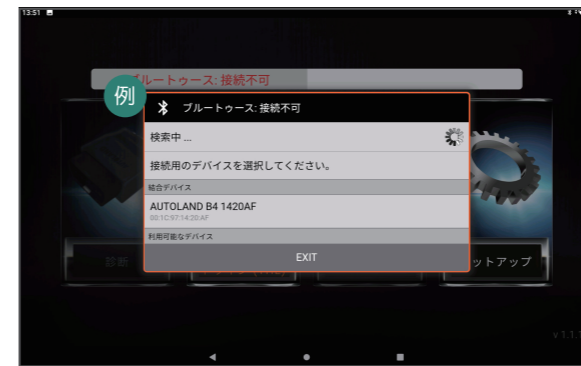 13:51
ブルートゥース: 接続不可
例
ブルートゥース: 接続不可
検索中 ...
接続用のデバイスを選択してください。
結合デバイス
AUTOLAND B4 1420AF
00:1C:97:14:20:AF
利用可能なデバイス
EXIT
診断
ットアップ
v 1.1.